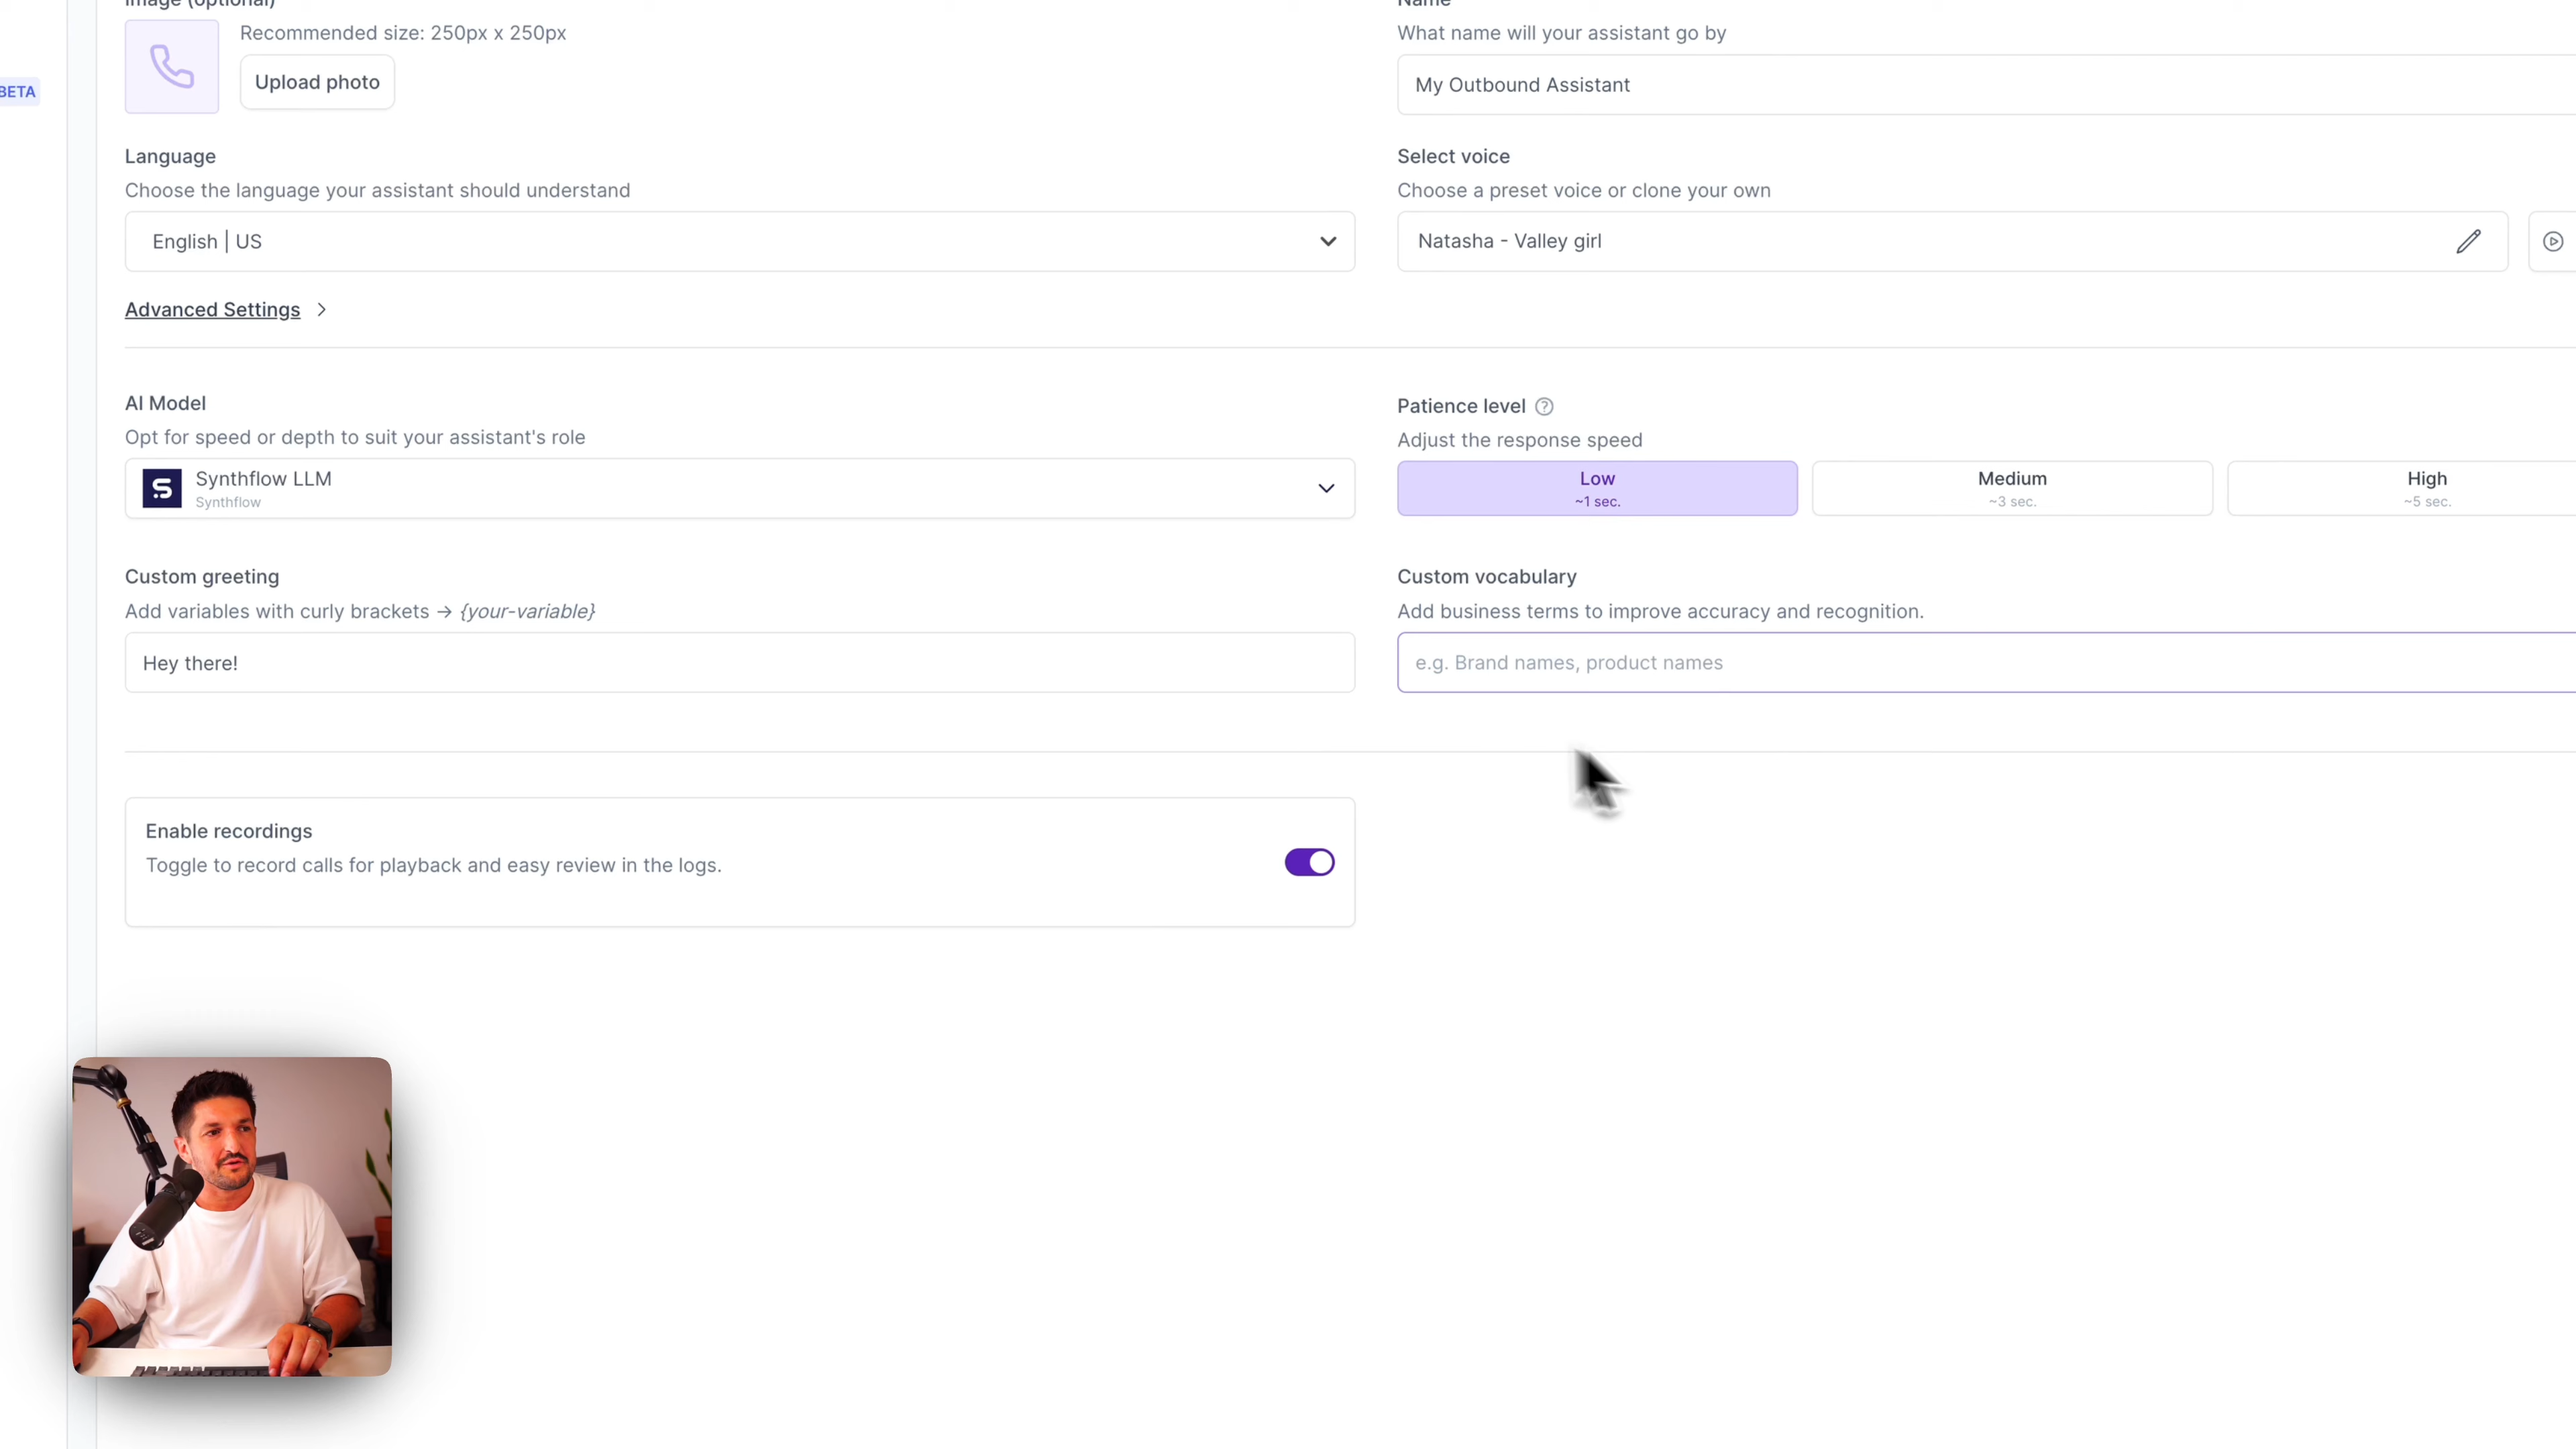 Image (optional)
Recommended size: 250px x 250px
Upload photo
BETA
Name
What name will your assistant go by
My Outbound Assistant
Language
Choose the language your assistant should understand
English | US
Select voice
Choose a preset voice or clone your own
Natasha - Valley girl
Advanced Settings
AI Model
Opt for speed or depth to suit your assistant's role
Synthflow LLM
Synthflow
Patience level
Adjust the response speed
Low
~1 sec.
Medium
~3 sec.
High
~5 sec.
Custom greeting
Add variables with curly brackets → {your-variable}
Hey there!
Custom vocabulary
Add business terms to improve accuracy and recognition.
e.g. Brand names, product names
Enable recordings
Toggle to record calls for playback and easy review in the logs.